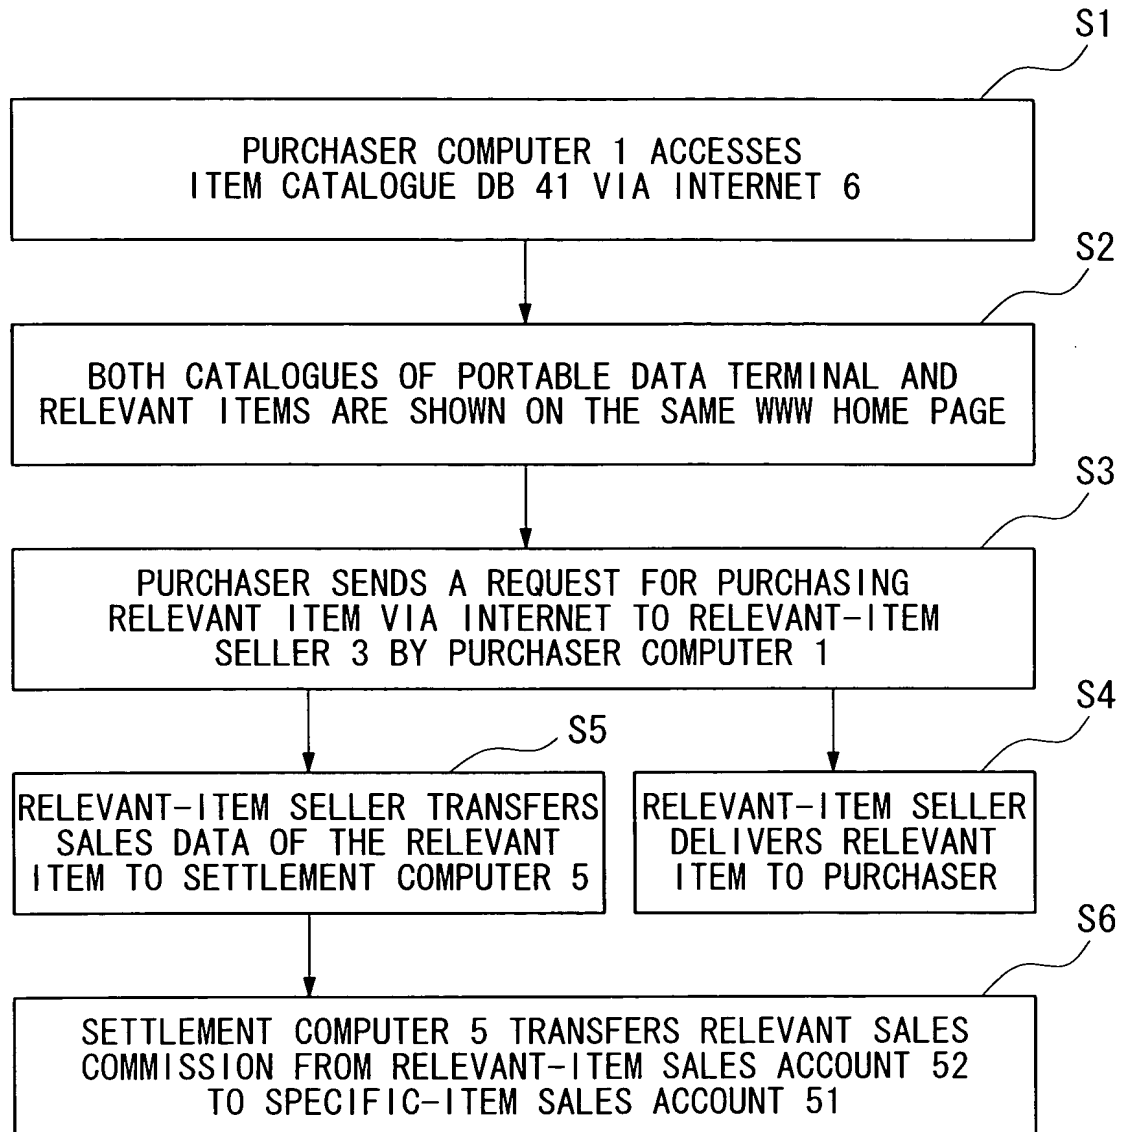 S1
PURCHASER COMPUTER 1 ACCESSES
ITEM CATALOGUE DB 41 VIA INTERNET 6
S2
BOTH CATALOGUES OF PORTABLE DATA TERMINAL AND
RELEVANT ITEMS ARE SHOWN ON THE SAME WWW HOME PAGE
S3
PURCHASER SENDS A REQUEST FOR PURCHASING
RELEVANT ITEM VIA INTERNET TO RELEVANT-ITEM
SELLER 3 BY PURCHASER COMPUTER 1
S5
RELEVANT-ITEM SELLER TRANSFERS
SALES DATA OF THE RELEVANT
ITEM TO SETTLEMENT COMPUTER 5
S4
RELEVANT-ITEM SELLER
DELIVERS RELEVANT
ITEM TO PURCHASER
S6
SETTLEMENT COMPUTER 5 TRANSFERS RELEVANT SALES
COMMISSION FROM RELEVANT-ITEM SALES ACCOUNT 52
TO SPECIFIC-ITEM SALES ACCOUNT 51